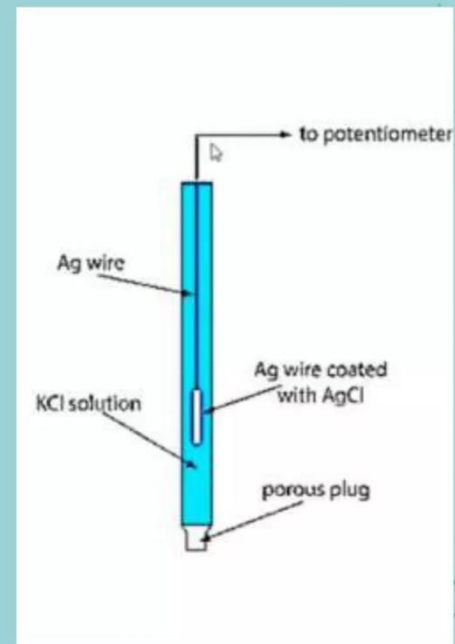 to potentiometer
Ag wire
Ag wire coated
with AgCl
KCl solution
porous plug